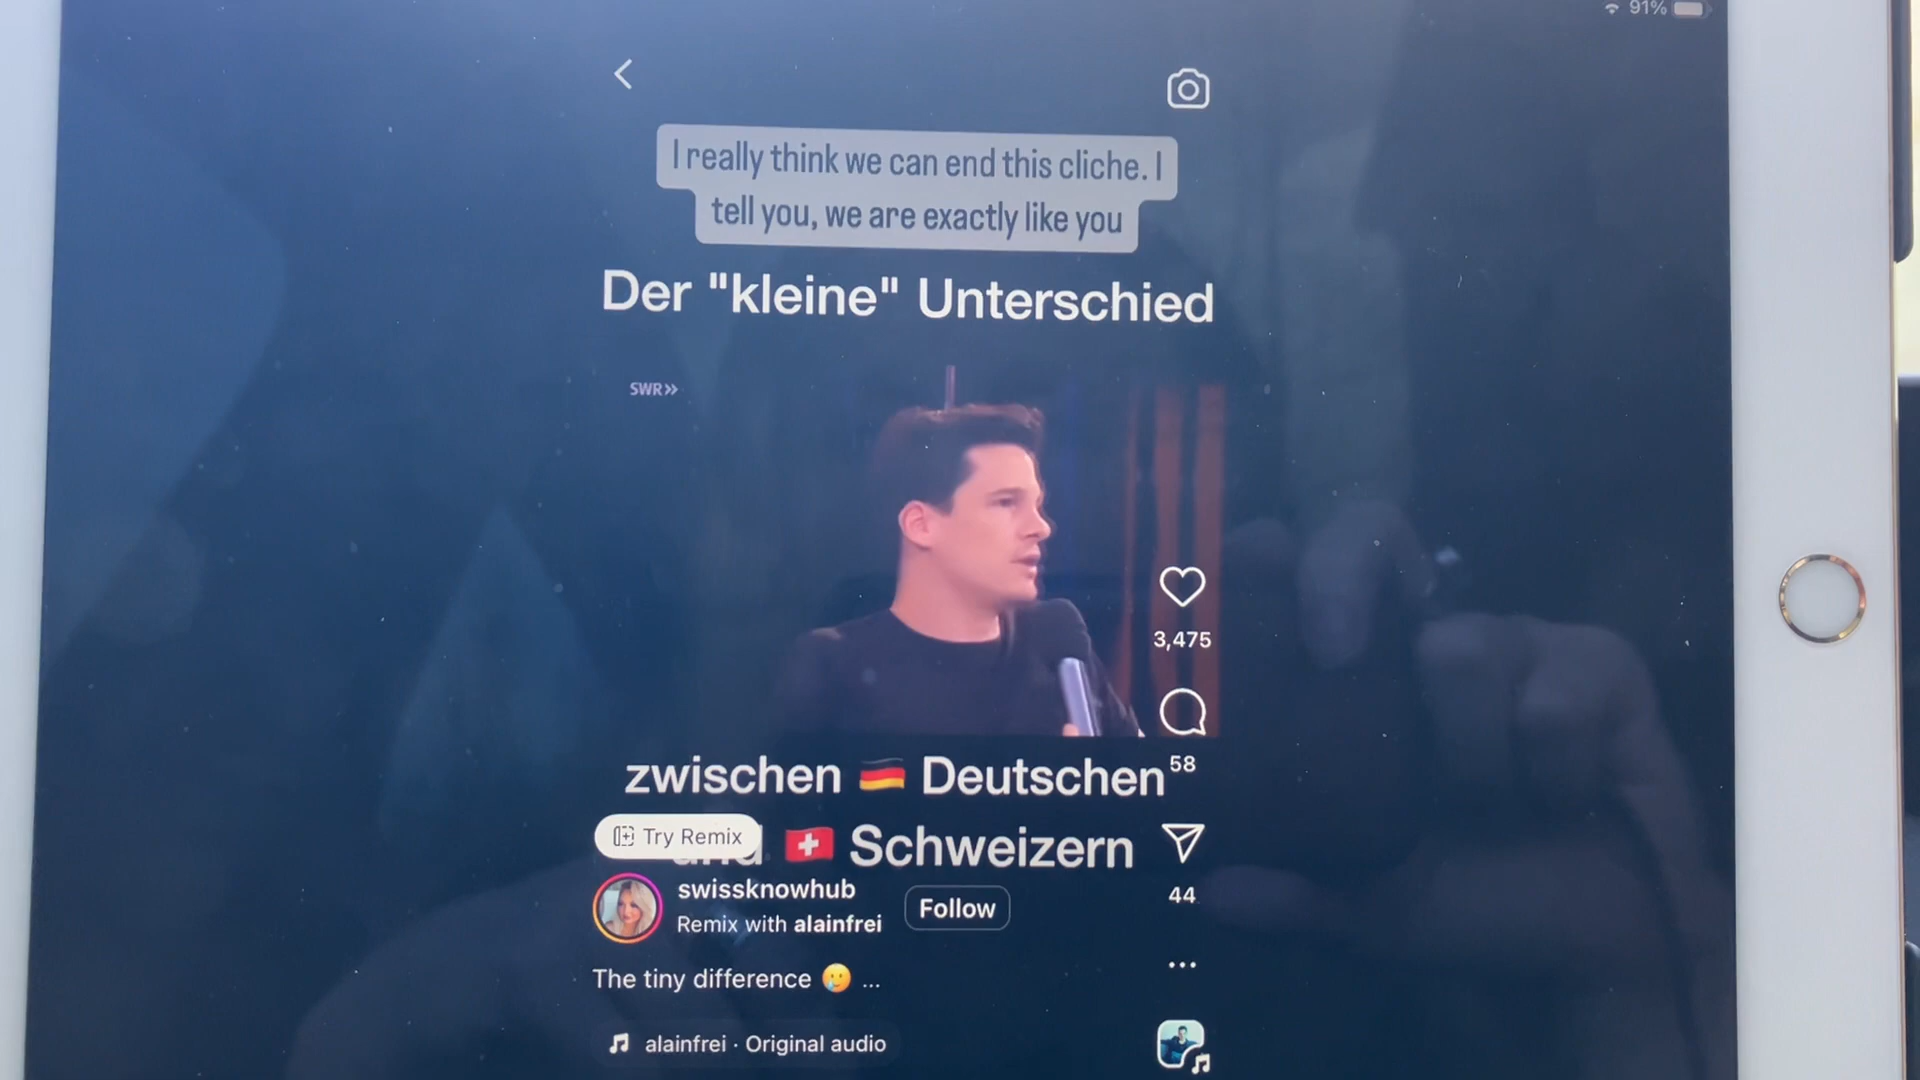 91%
I really think we can end this cliche. I
tell you, we are exactly like you
Der "kleine" Unterschied
SWR»
3,475
zwischen 🇩🇪 Deutschen
58
Try Remix
🇨🇭 Schweizern
swissknowhub
Follow
Remix with alainfrei
44
The tiny difference 🥲 ...
alainfrei · Original audio